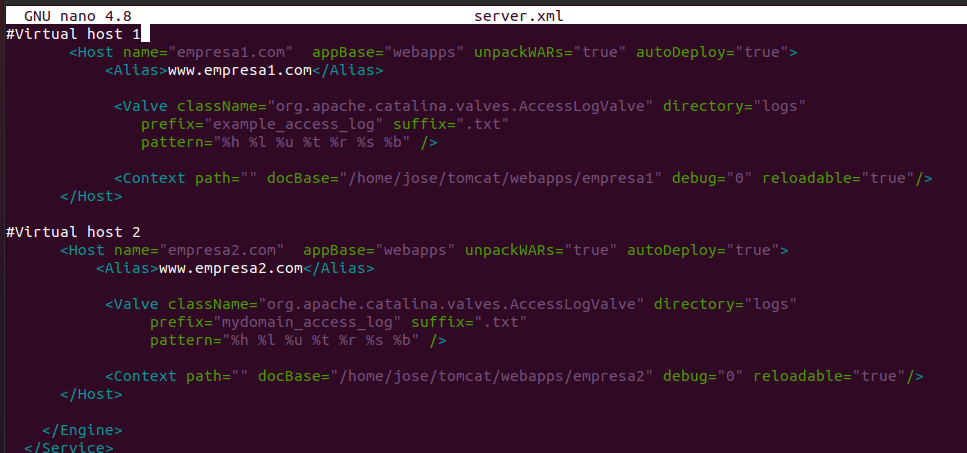 GNU nano 4.8 server.xml
#Virtual host 1
<Host name="empresa1.com"  appBase="webapps" unpackWARs="true" autoDeploy="true">
<Alias>www.empresa1.com</Alias>
<Valve className="org.apache.catalina.valves.AccessLogValve" directory="logs"
prefix="example_access_log" suffix=".txt"
pattern="%h %l %u %t %r %s %b" />
<Context path="" docBase="/home/jose/tomcat/webapps/empresa1" debug="0" reloadable="true"/>
</Host>
#Virtual host 2
<Host name="empresa2.com"  appBase="webapps" unpackWARs="true" autoDeploy="true">
<Alias>www.empresa2.com</Alias>
<Valve className="org.apache.catalina.valves.AccessLogValve" directory="logs"
prefix="mydomain_access_log" suffix=".txt"
pattern="%h %l %u %t %r %s %b" />
<Context path="" docBase="/home/jose/tomcat/webapps/empresa2" debug="0" reloadable="true"/>
</Host>
</Engine>
</Service>